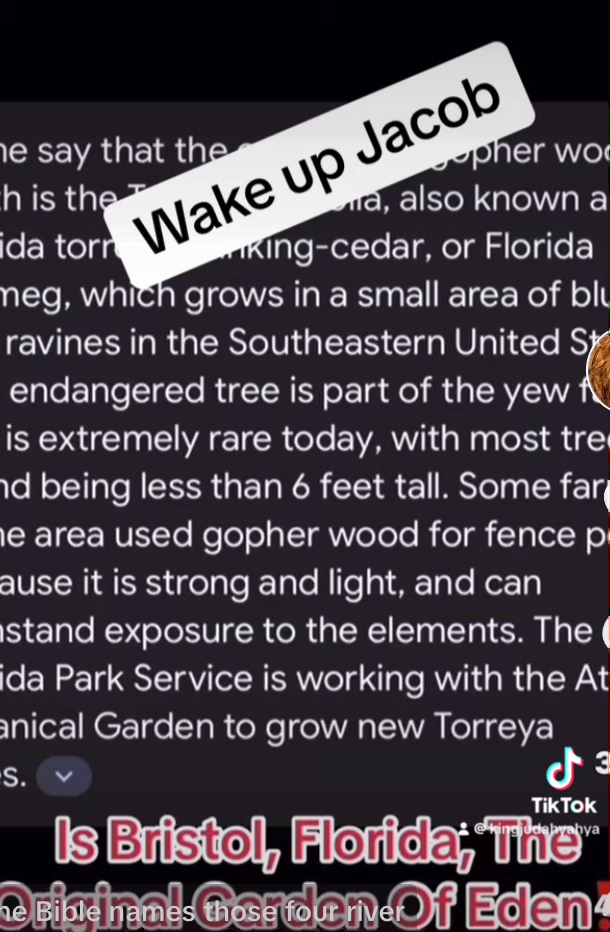 Wake up Jacob
ne say that the gopher woo
h is the also known a
ida torr king-cedar, or Florida
meg, which grows in a small area of blu
ravines in the Southeastern United St
endangered tree is part of the yew f
is extremely rare today, with most tree
nd being less than 6 feet tall. Some far
ne area used gopher wood for fence p
ause it is strong and light, and can
nstand exposure to the elements. The
ida Park Service is working with the At
anical Garden to grow new Torreya
s.
TikTok
@kingjudahyahya
Is Bristol, Florida, The
Original Garden Of Eden
he Bible names those four river